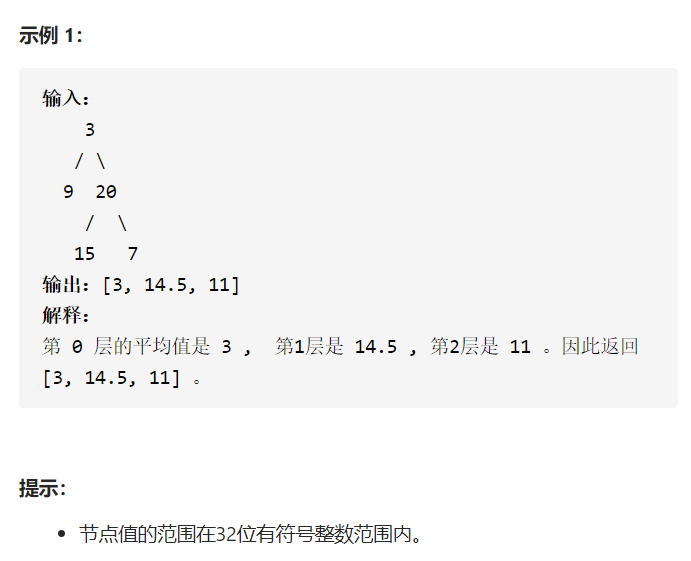 示例 1：
输入：
    3
   / \
  9  20
    /  \
   15   7
输出：[3, 14.5, 11]
解释：
第 0 层的平均值是 3 ,  第1层是 14.5 , 第2层是 11 。因此返回
[3, 14.5, 11] 。
提示：
• 节点值的范围在32位有符号整数范围内。